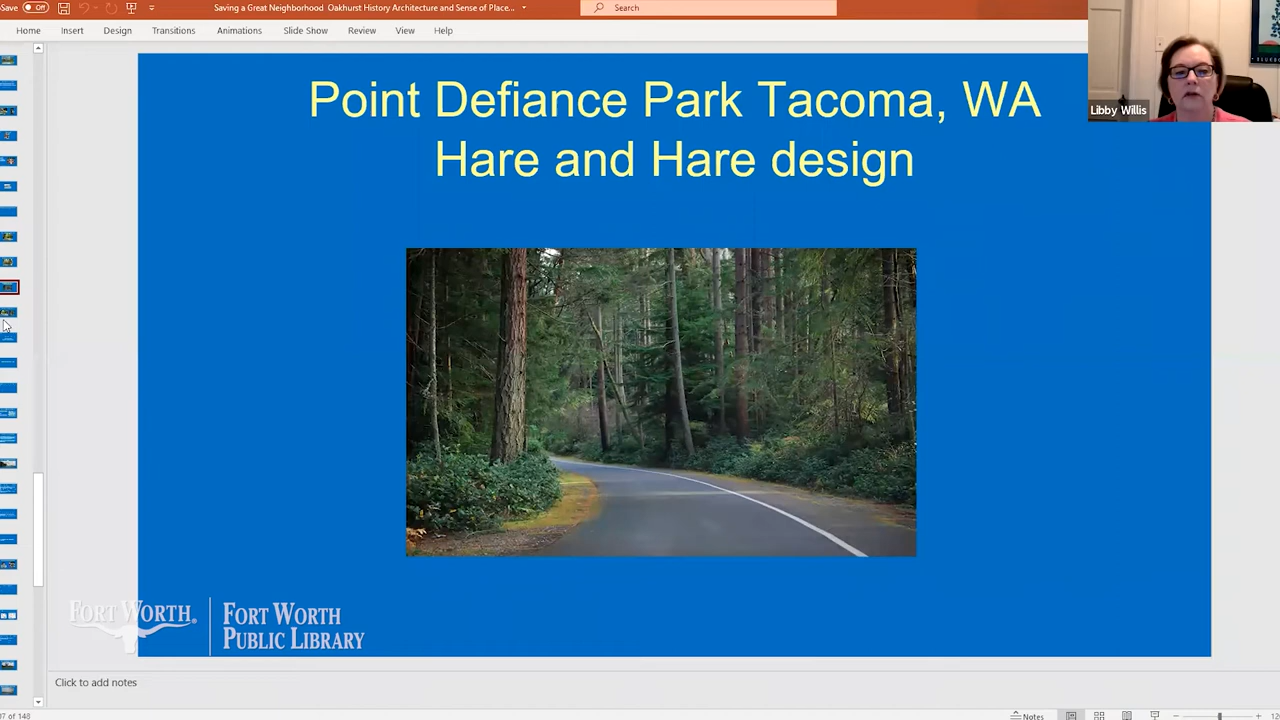 Save Off
Saving a Great Neighborhood Oakhurst History Architecture and Sense of Place...
Search
Home Insert Design Transitions Animations Slide Show Review View Help
Libby Willis
Point Defiance Park Tacoma, WA
Hare and Hare design
FORT WORTH®
FORT WORTH
PUBLIC LIBRARY
Click to add notes
of 148
Notes